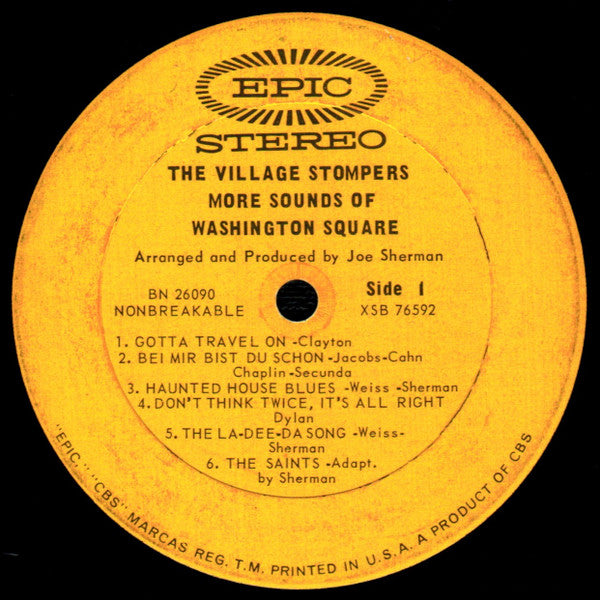 EPIC
STEREO
THE VILLAGE STOMPERS
MORE SOUNDS OF
WASHINGTON SQUARE
Arranged and Produced by Joe Sherman
BN 26090
NONBREAKABLE
Side 1
XSB 76592
1. GOTTA TRAVEL ON -Clayton
2. BEI MIR BIST DU SCHON -Jacobs-Cahn
Chaplin-Secunda
3. HAUNTED HOUSE BLUES -Weiss -Sherman
4. DON'T THINK TWICE, IT'S ALL RIGHT
Dylan
5. THE LA-DEE-DA SONG -Weiss-
Sherman
6. THE SAINTS -Adapt.
by Sherman
"EPIC," "CBS" MARCAS REG. T.M. PRINTED IN U.S.A. A PRODUCT OF CBS